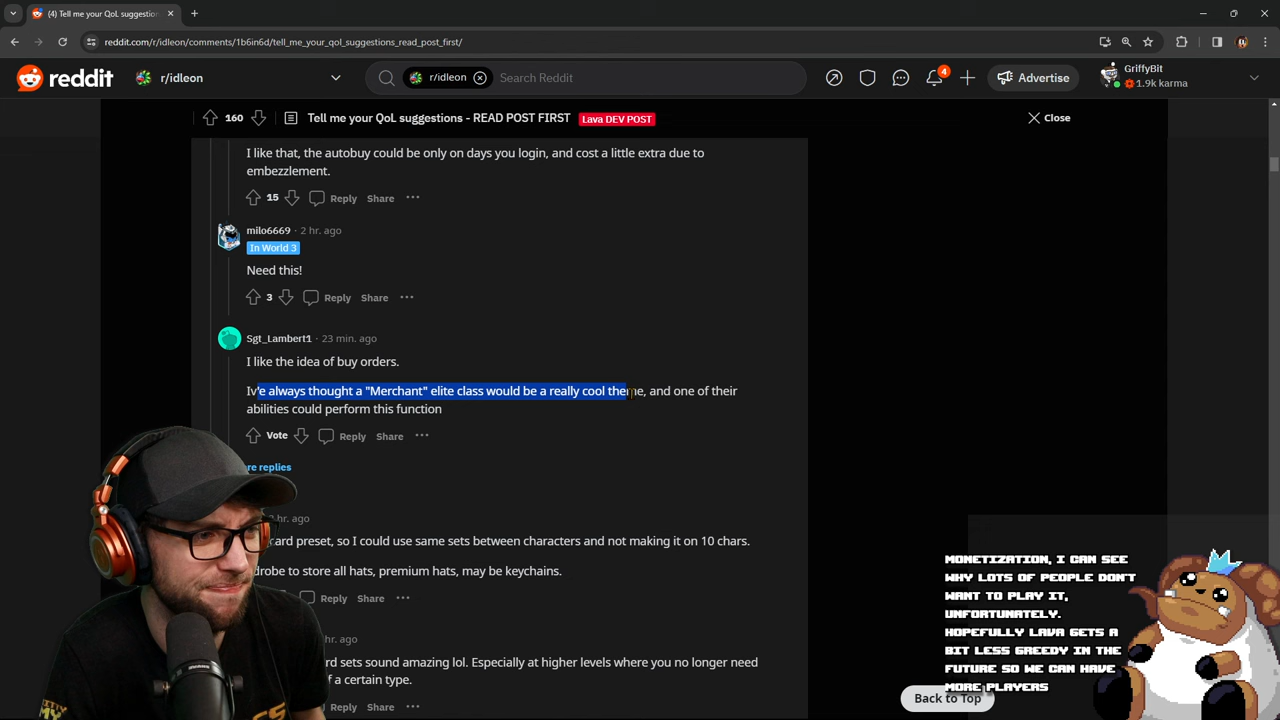 (4) Tell me your QoL suggestion
reddit.com/r/idleon/comments/1b6in6d/tell_me_your_qol_suggestions_read_post_first/
reddit
r/idleon
r/idleon
Search Reddit
4
Advertise
GriffyBit
1.9k karma
160
Tell me your QoL suggestions - READ POST FIRST
Lava DEV POST
Close
I like that, the autobuy could be only on days you login, and cost a little extra due to
embezzlement.
15
Reply
Share
milo6669 · 2 hr. ago
In World 3
Need this!
3
Reply
Share
Sgt_Lambert1 · 23 min. ago
I like the idea of buy orders.
Iv'e always thought a "Merchant" elite class would be a really cool theme, and one of their
abilities could perform this function
Vote
Reply
Share
re replies
hr. ago
card preset, so I could use same sets between characters and not making it on 10 chars.
drobe to store all hats, premium hats, may be keychains.
Reply
Share
hr. ago
rd sets sound amazing lol. Especially at higher levels where you no longer need
of a certain type.
Reply
Share
MONETIZATION, I CAN SEE
WHY LOTS OF PEOPLE DON'T
WANT TO PLAY IT,
UNFORTUNATELY.
HOPEFULLY LAVA GETS A
BIT LESS GREEDY IN THE
FUTURE SO WE CAN HAVE
MORE PLAYERS
Back to Top